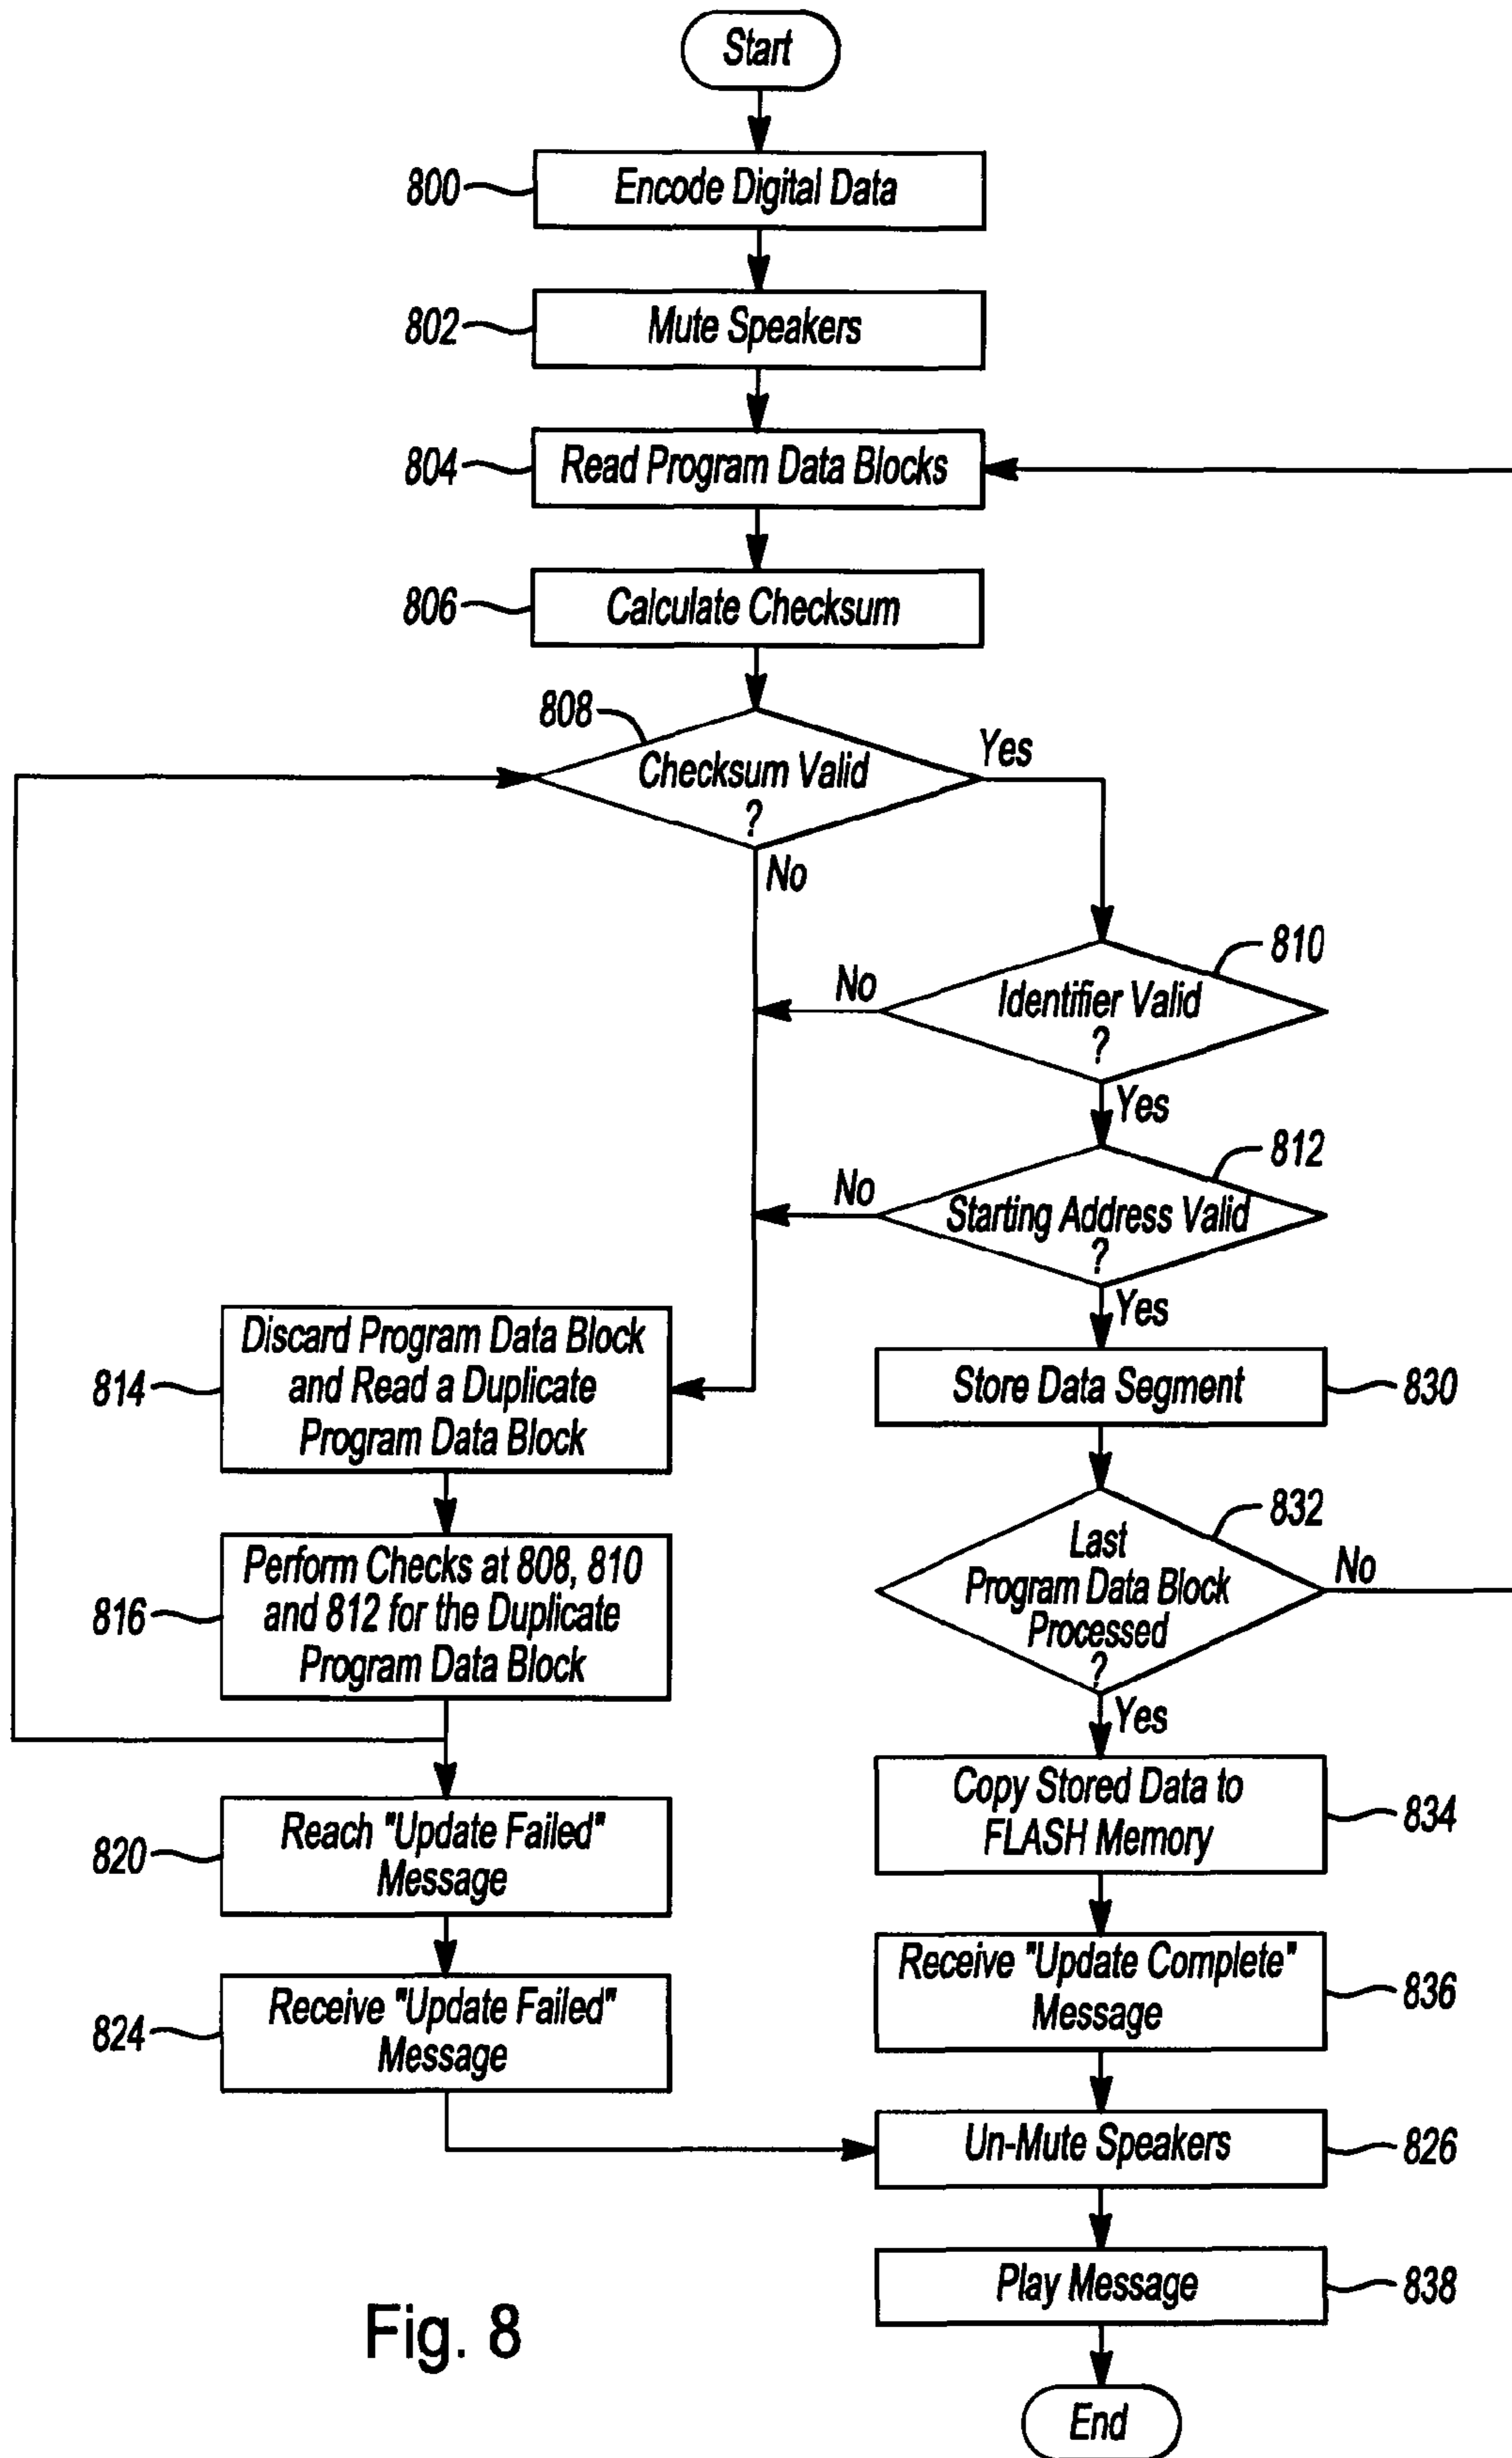 Start
800
Encode Digital Data
802
Mute Speakers
804
Read Program Data Blocks
806
Calculate Checksum
808
Checksum Valid
?
Yes
No
810
Identifier Valid
?
No
Yes
812
Starting Address Valid
?
No
Yes
814
Discard Program Data Block
and Read a Duplicate
Program Data Block
Store Data Segment
830
816
Perform Checks at 808, 810
and 812 for the Duplicate
Program Data Block
832
Last
Program Data Block
Processed
?
No
Yes
820
Reach "Update Failed"
Message
Copy Stored Data to
FLASH Memory
834
824
Receive "Update Failed"
Message
Receive "Update Complete"
Message
836
Un-Mute Speakers
826
Play Message
838
Fig. 8
End